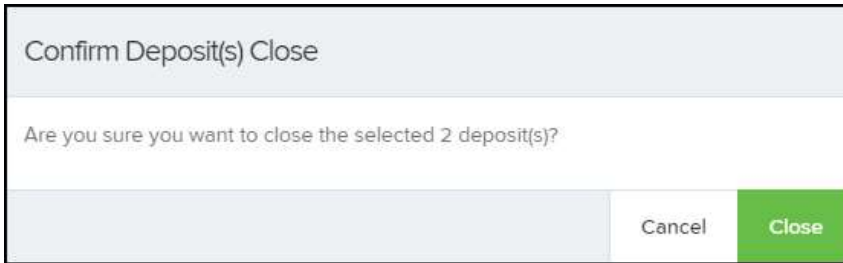 Confirm Deposit(s) Close
Are you sure you want to close the selected 2 deposit(s)?
Cancel Close